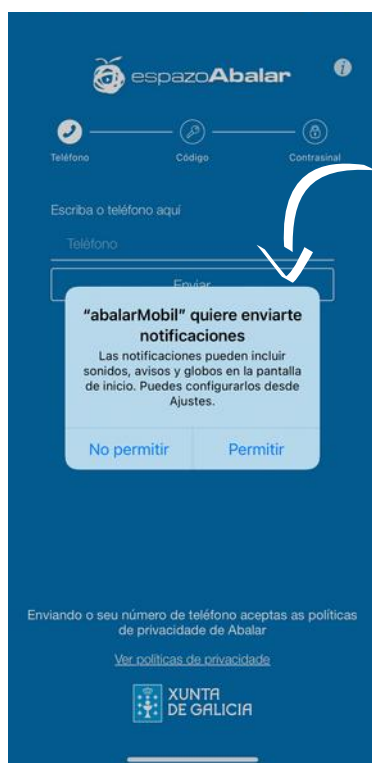 espazoAbalar
i
Teléfono Código Contrasinal
Escriba o teléfono aquí
Teléfono
Enviar
“abalarMobil” quiere enviarte
notificaciones
Las notificaciones pueden incluir
sonidos, avisos y globos en la pantalla
de inicio. Puedes configurarlos desde
Ajustes.
No permitir Permitir
Enviando o seu número de teléfono aceptas as políticas
de privacidade de Abalar
Ver políticas de privacidade
XUNTA
DE GALICIA